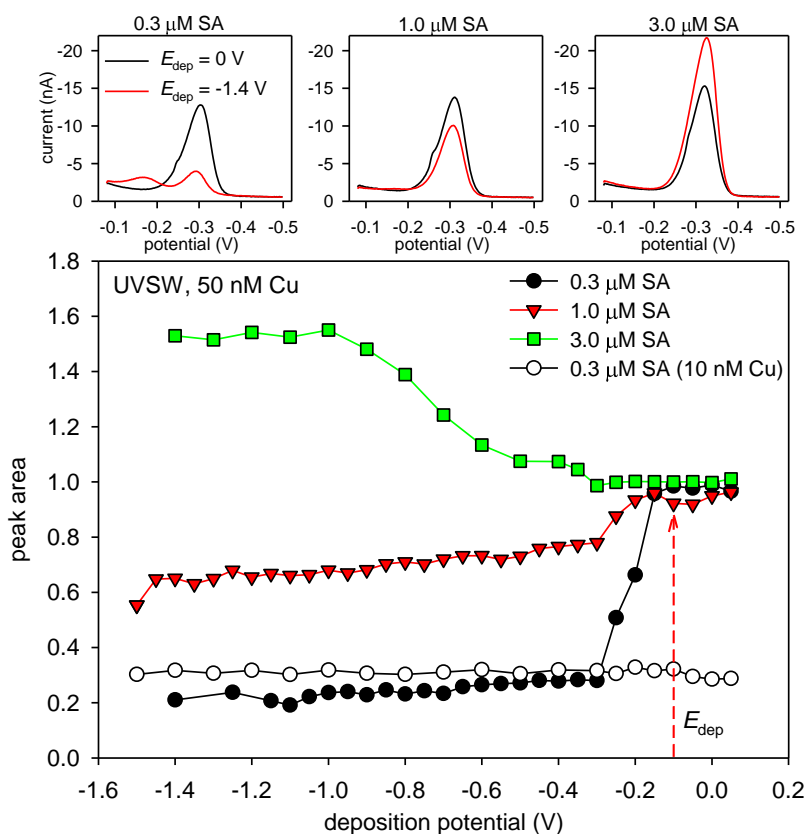 0.3 μM SA
1.0 μM SA
3.0 μM SA
-20
-15
-10
-5
0
current (nA)
E dep = 0 V
E dep = -1.4 V
-0.1 -0.2 -0.3 -0.4 -0.5
potential (V)
-20
-15
-10
-5
0
-0.1 -0.2 -0.3 -0.4 -0.5
potential (V)
-20
-15
-10
-5
0
-0.1 -0.2 -0.3 -0.4 -0.5
potential (V)
UVSW, 50 nM Cu
0.3 μM SA
1.0 μM SA
3.0 μM SA
0.3 μM SA (10 nM Cu)
1.8
1.6
1.4
1.2
1.0
0.8
0.6
0.4
0.2
0.0
peak area
E dep
-1.6 -1.4 -1.2 -1.0 -0.8 -0.6 -0.4 -0.2 0.0 0.2
deposition potential (V)